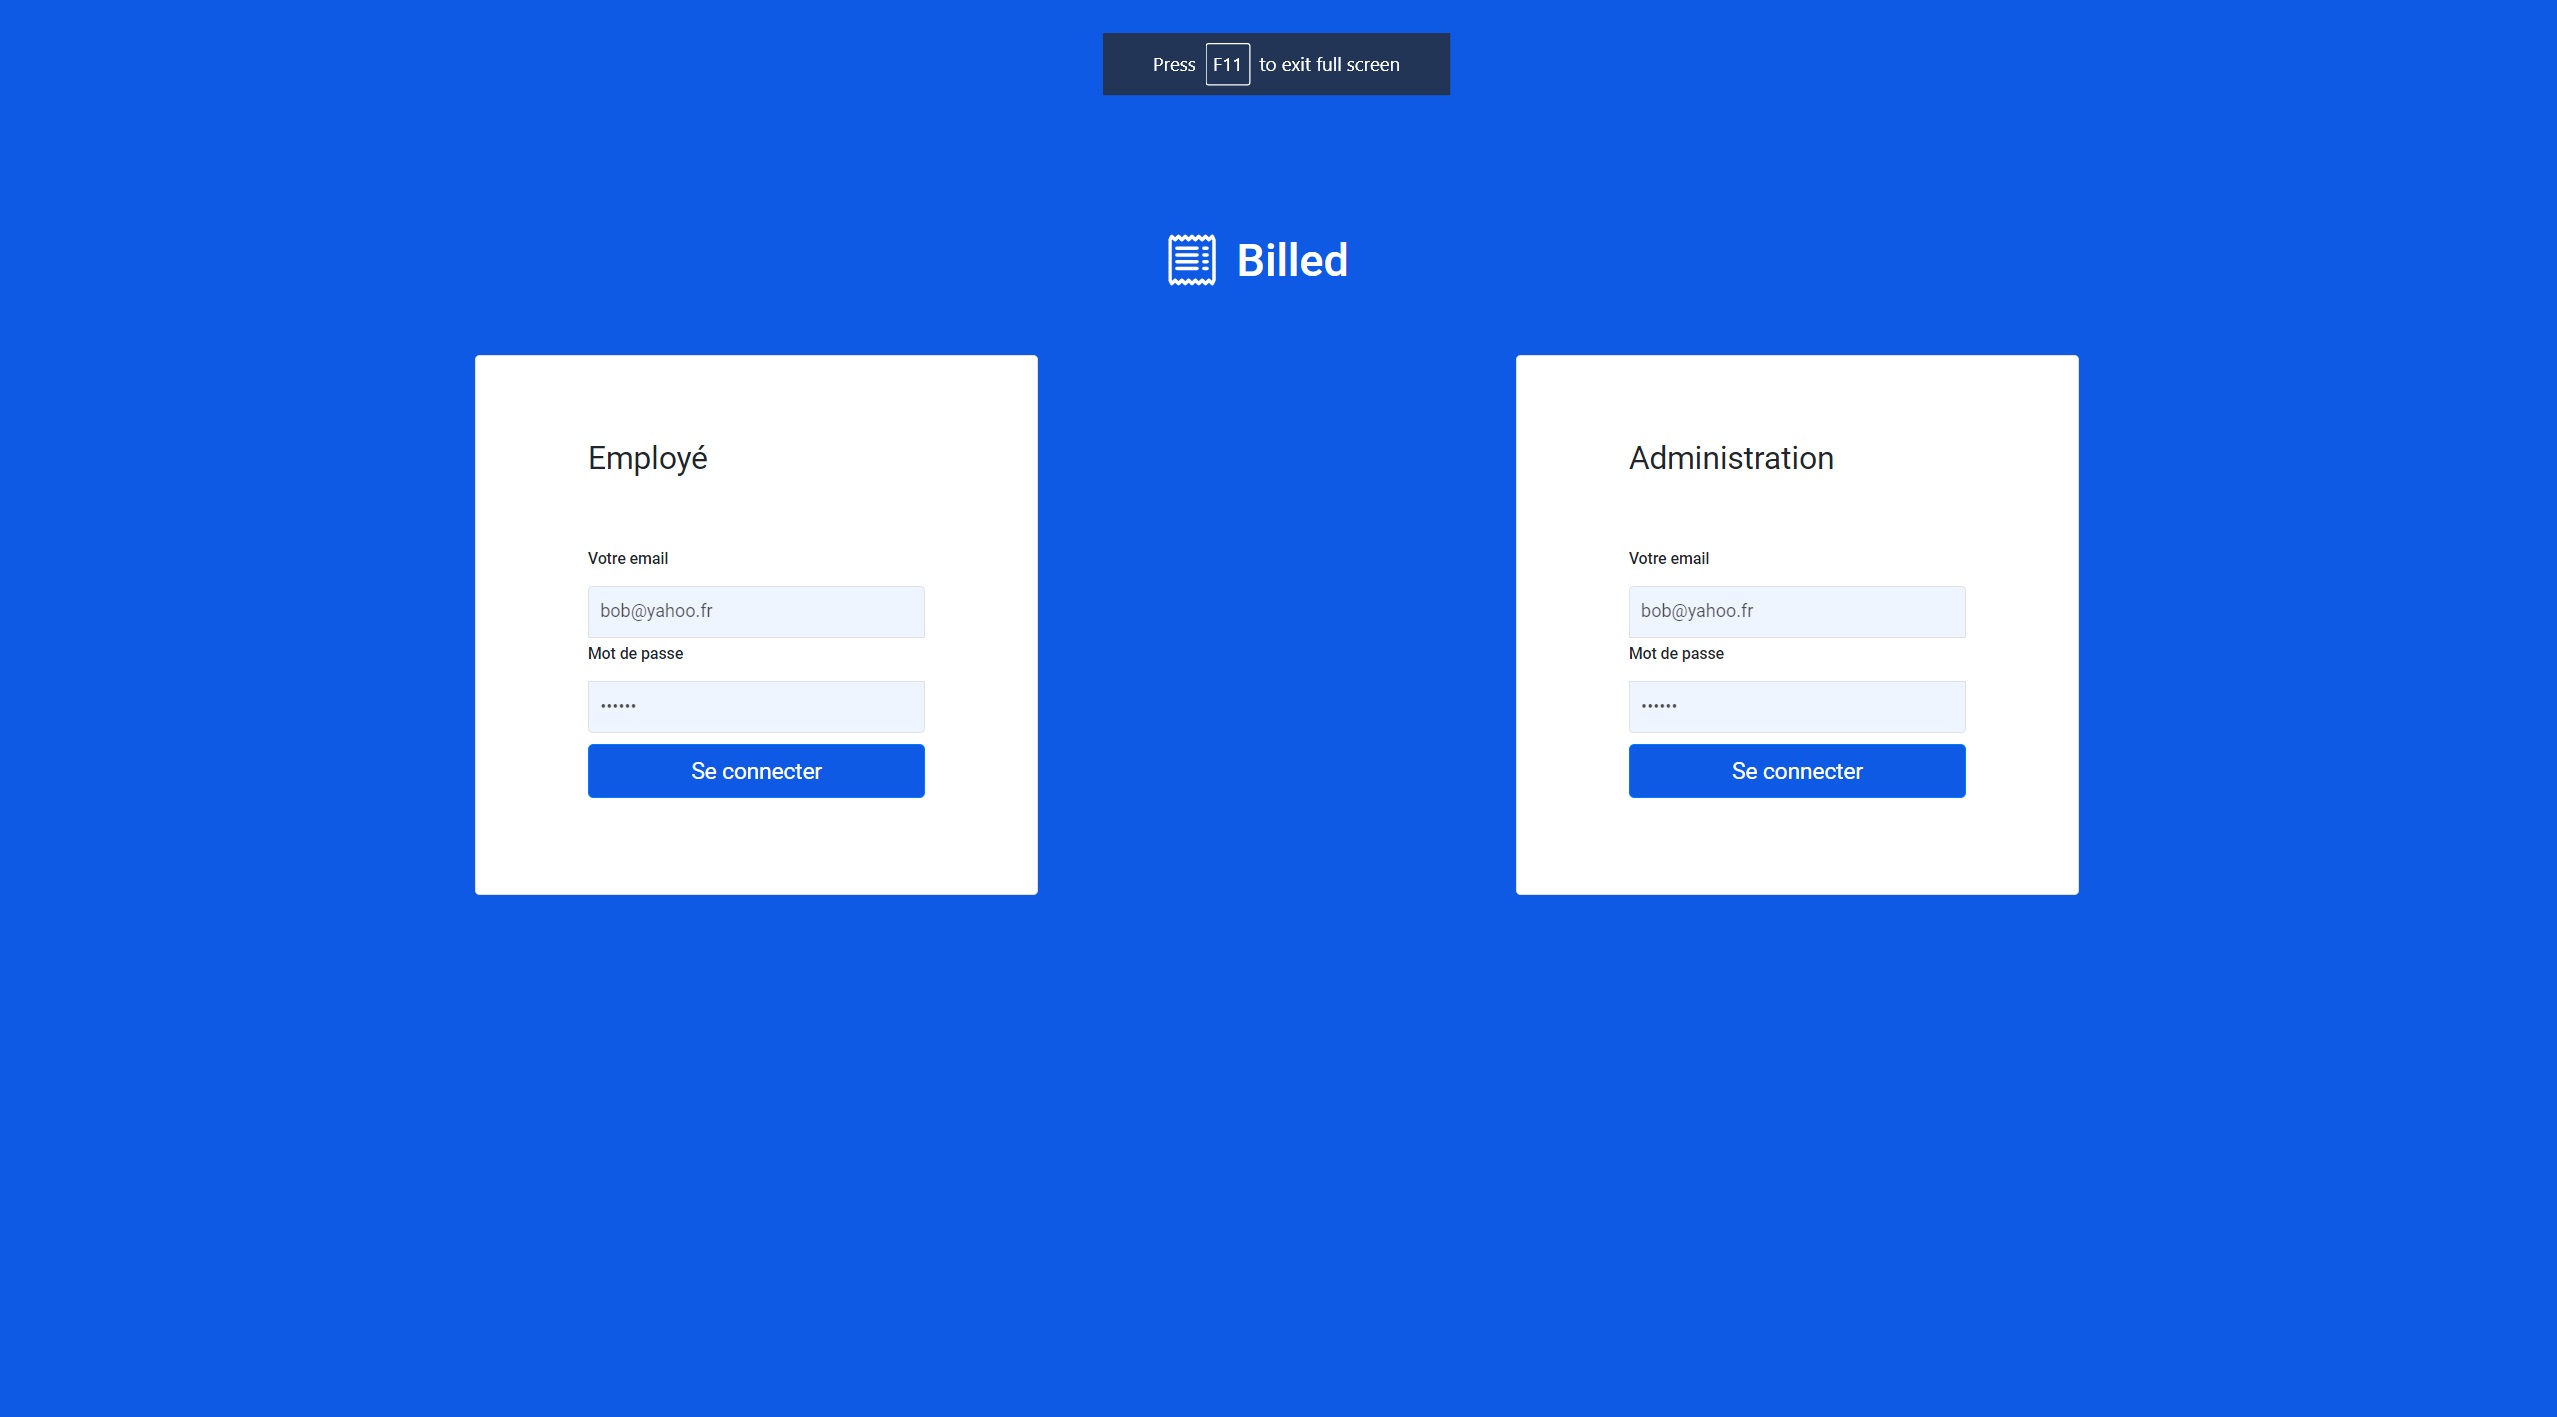 Press F11 to exit full screen
Billed
Employé
Votre email
bob@yahoo.fr
Mot de passe
••••••
Se connecter
Administration
Votre email
bob@yahoo.fr
Mot de passe
••••••
Se connecter